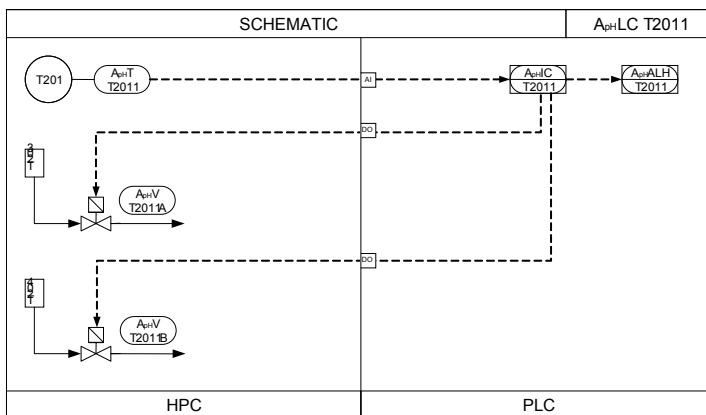 SCHEMATIC
ApHLC T2011
T201
ApHT
T2011
AI
ApHIC
T2011
ApHALH
T2011
DO
ApHV
T2011A
DO
ApHV
T2011B
HPC
PLC